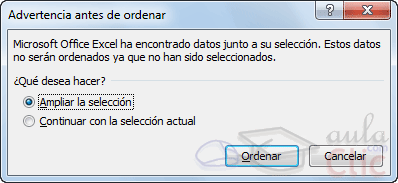 Advertencia antes de ordenar
Microsoft Office Excel ha encontrado datos junto a su selección. Estos datos
no serán ordenados ya que no han sido seleccionados.
¿Qué desea hacer?
Ampliar la selección
Continuar con la selección actual
aula
Clic
Ordenar
Cancelar